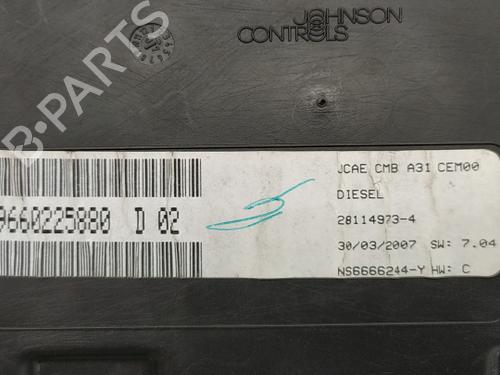 JOHNSON
CONTROLS
B-PARTS
JCAE CMB A31 CEM00
DIESEL
9660225880 D 02
28114973-4
30/03/2007 SW: 7.04
NS6666244-Y HW: C